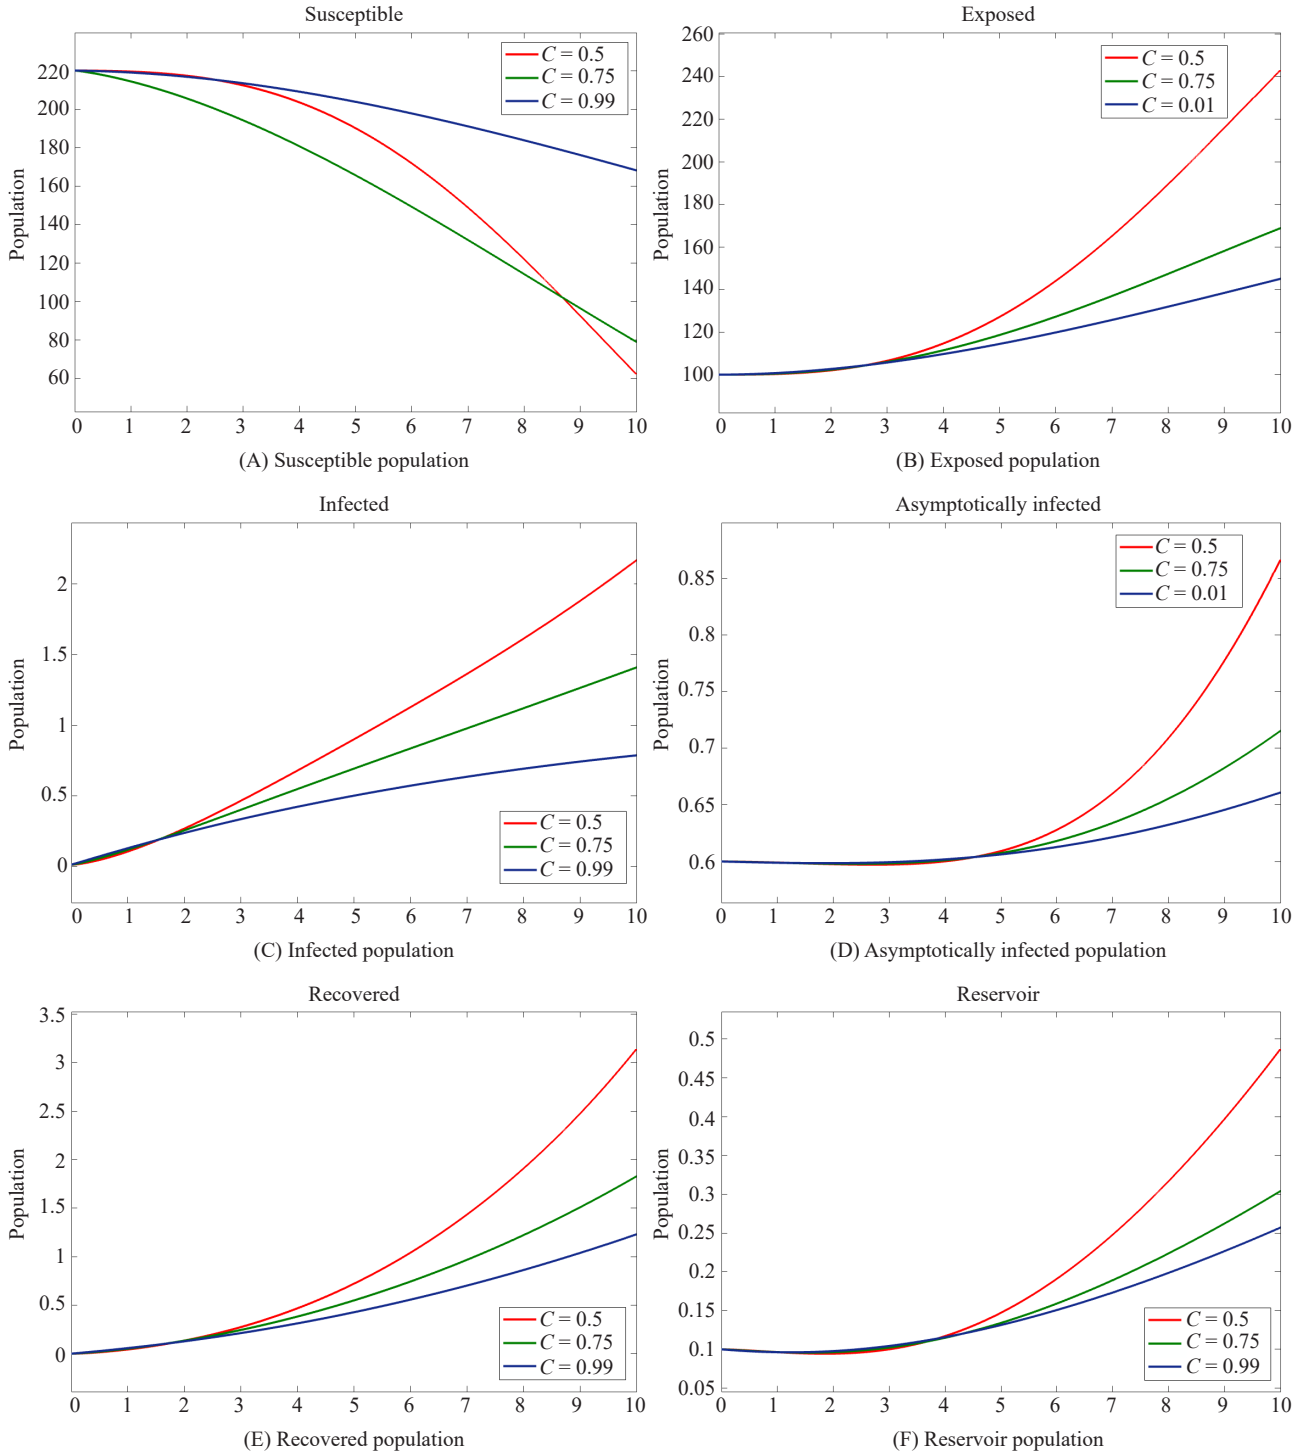 Susceptible
220
200
180
160
140
120
100
80
60
Population
C = 0.5
C = 0.75
C = 0.99
0 1 2 3 4 5 6 7 8 9 10
(A) Susceptible population
Exposed
260
240
220
200
180
160
140
120
100
Population
C = 0.5
C = 0.75
C = 0.01
0 1 2 3 4 5 6 7 8 9 10
(B) Exposed population
Infected
2
1.5
1
0.5
0
Population
C = 0.5
C = 0.75
C = 0.99
0 1 2 3 4 5 6 7 8 9 10
(C) Infected population
Asymptotically infected
0.85
0.8
0.75
0.7
0.65
0.6
Population
C = 0.5
C = 0.75
C = 0.01
0 1 2 3 4 5 6 7 8 9 10
(D) Asymptotically infected population
Recovered
3.5
3
2.5
2
1.5
1
0.5
0
Population
C = 0.5
C = 0.75
C = 0.99
0 1 2 3 4 5 6 7 8 9 10
(E) Recovered population
Reservoir
0.5
0.45
0.4
0.35
0.3
0.25
0.2
0.15
0.1
0.05
Population
C = 0.5
C = 0.75
C = 0.99
0 1 2 3 4 5 6 7 8 9 10
(F) Reservoir population